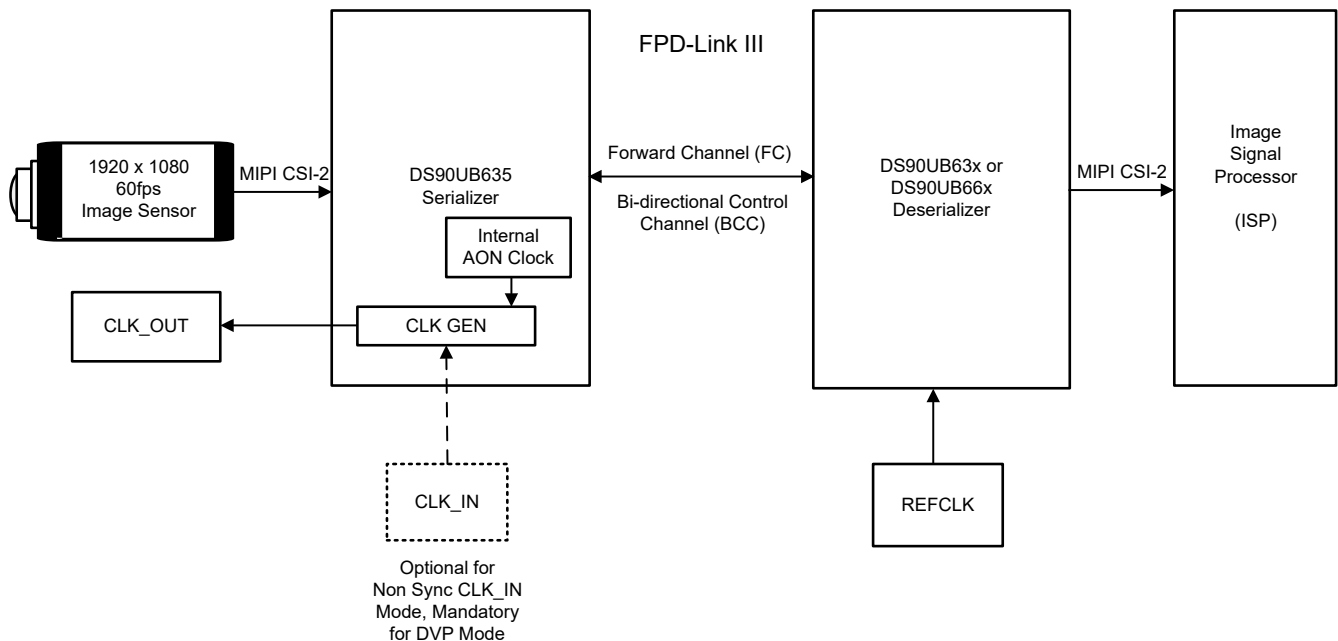 FPD-Link III
1920 x 1080
60fps
Image Sensor
MIPI CSI-2
DS90UB635
Serializer
Internal
AON Clock
CLK GEN
CLK_OUT
CLK_IN
Optional for
Non Sync CLK_IN
Mode, Mandatory
for DVP Mode
Forward Channel (FC)
Bi-directional Control
Channel (BCC)
DS90UB63x or
DS90UB66x
Deserializer
REFCLK
MIPI CSI-2
Image
Signal
Processor
(ISP)